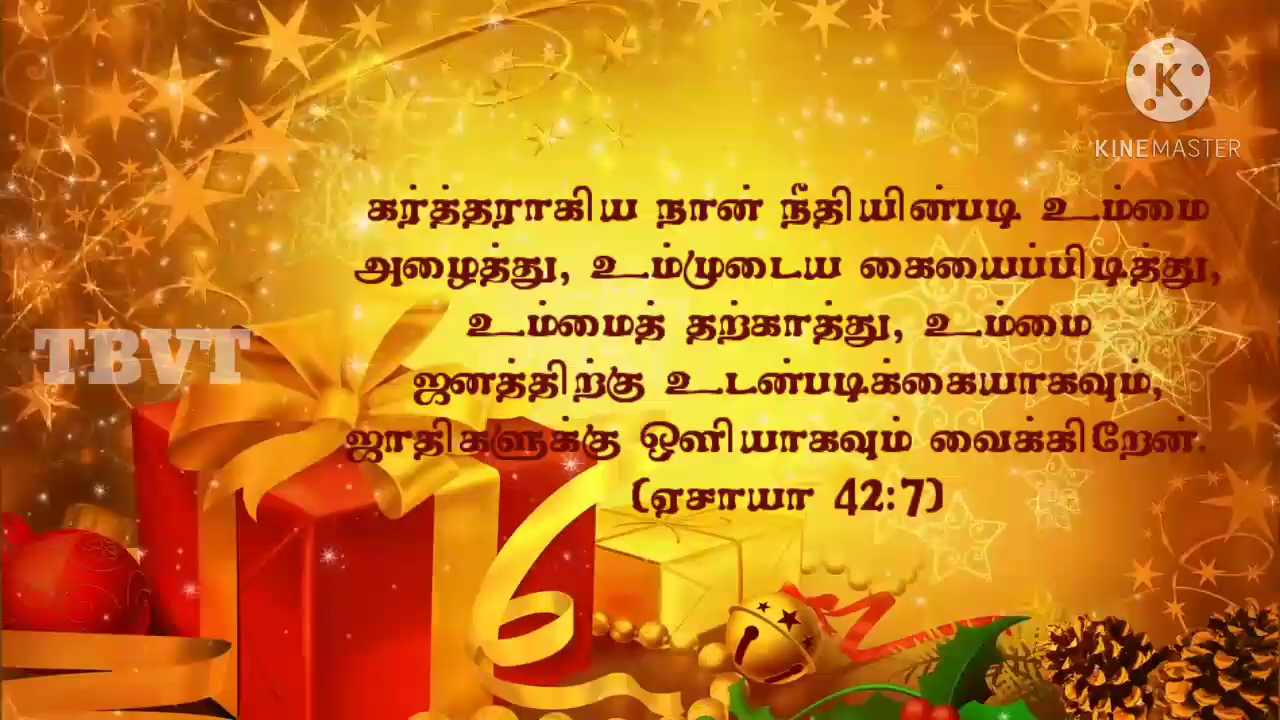 K
KINEMASTER
கர்த்தராகிய நான் நீதியின்படி உம்மை
அழைத்து, உம்முடைய கையைப்பிடித்து,
உம்மைத் தற்காத்து, உம்மை
TBVT
ஜனத்திற்கு உடன்படிக்கையாகவும்,
ஜாதிகளுக்கு ஒளியாகவும் வைக்கிறேன்.
(ஏசாயா 42:7)